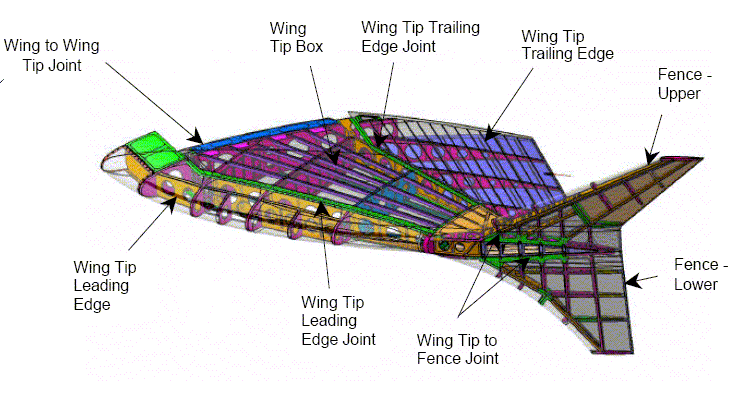 Wing to Wing
Tip Joint
Wing
Tip Box
Wing Tip Trailing
Edge Joint
Wing Tip
Trailing Edge
Fence -
Upper
Wing Tip
Leading
Edge
Wing Tip
Leading
Edge Joint
Wing Tip to
Fence Joint
Fence -
Lower